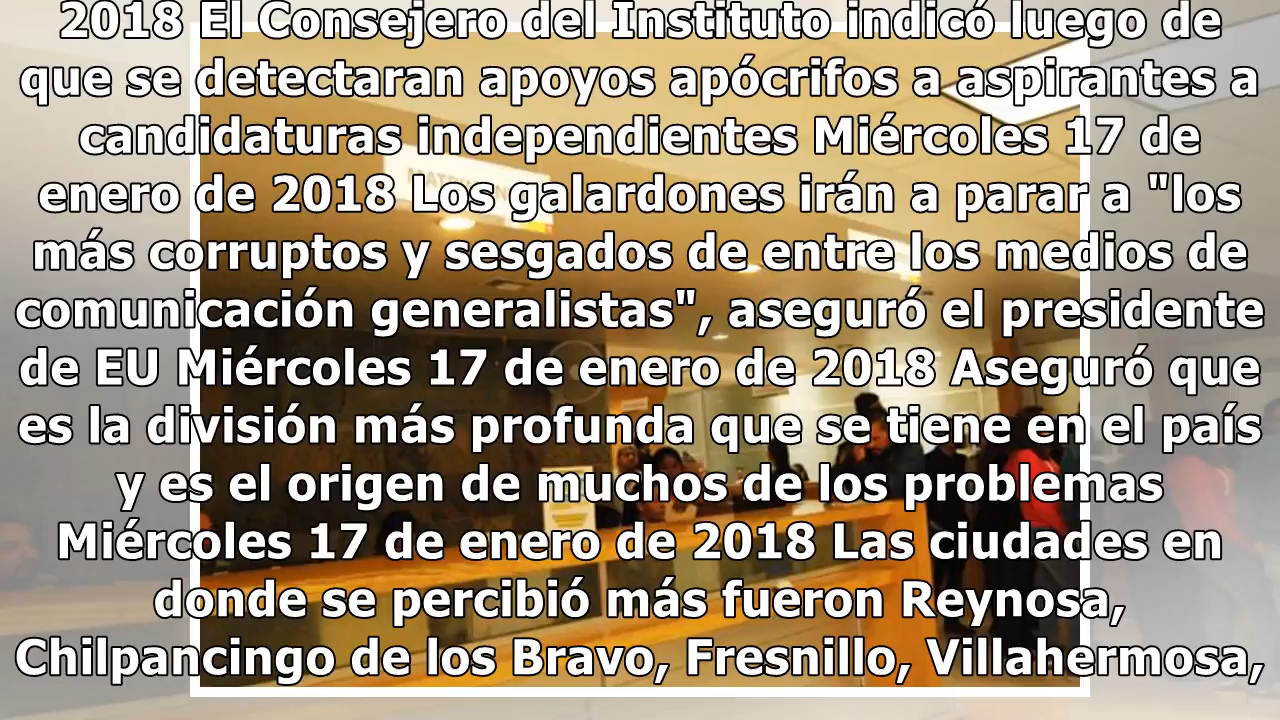 2018 El Consejero del Instituto indicó luego de
que se detectaran apoyos apócrifos a aspirantes a
candidaturas independientes Miércoles 17 de
enero de 2018 Los galardones irán a parar a "los
más corruptos y sesgados de entre los medios de
comunicación generalistas", aseguró el presidente
de EU Miércoles 17 de enero de 2018 Aseguró que
es la división más profunda que se tiene en el país
y es el origen de muchos de los problemas
Miércoles 17 de enero de 2018 Las ciudades en
donde se percibió más fueron Reynosa,
Chilpancingo de los Bravo, Fresnillo, Villahermosa,